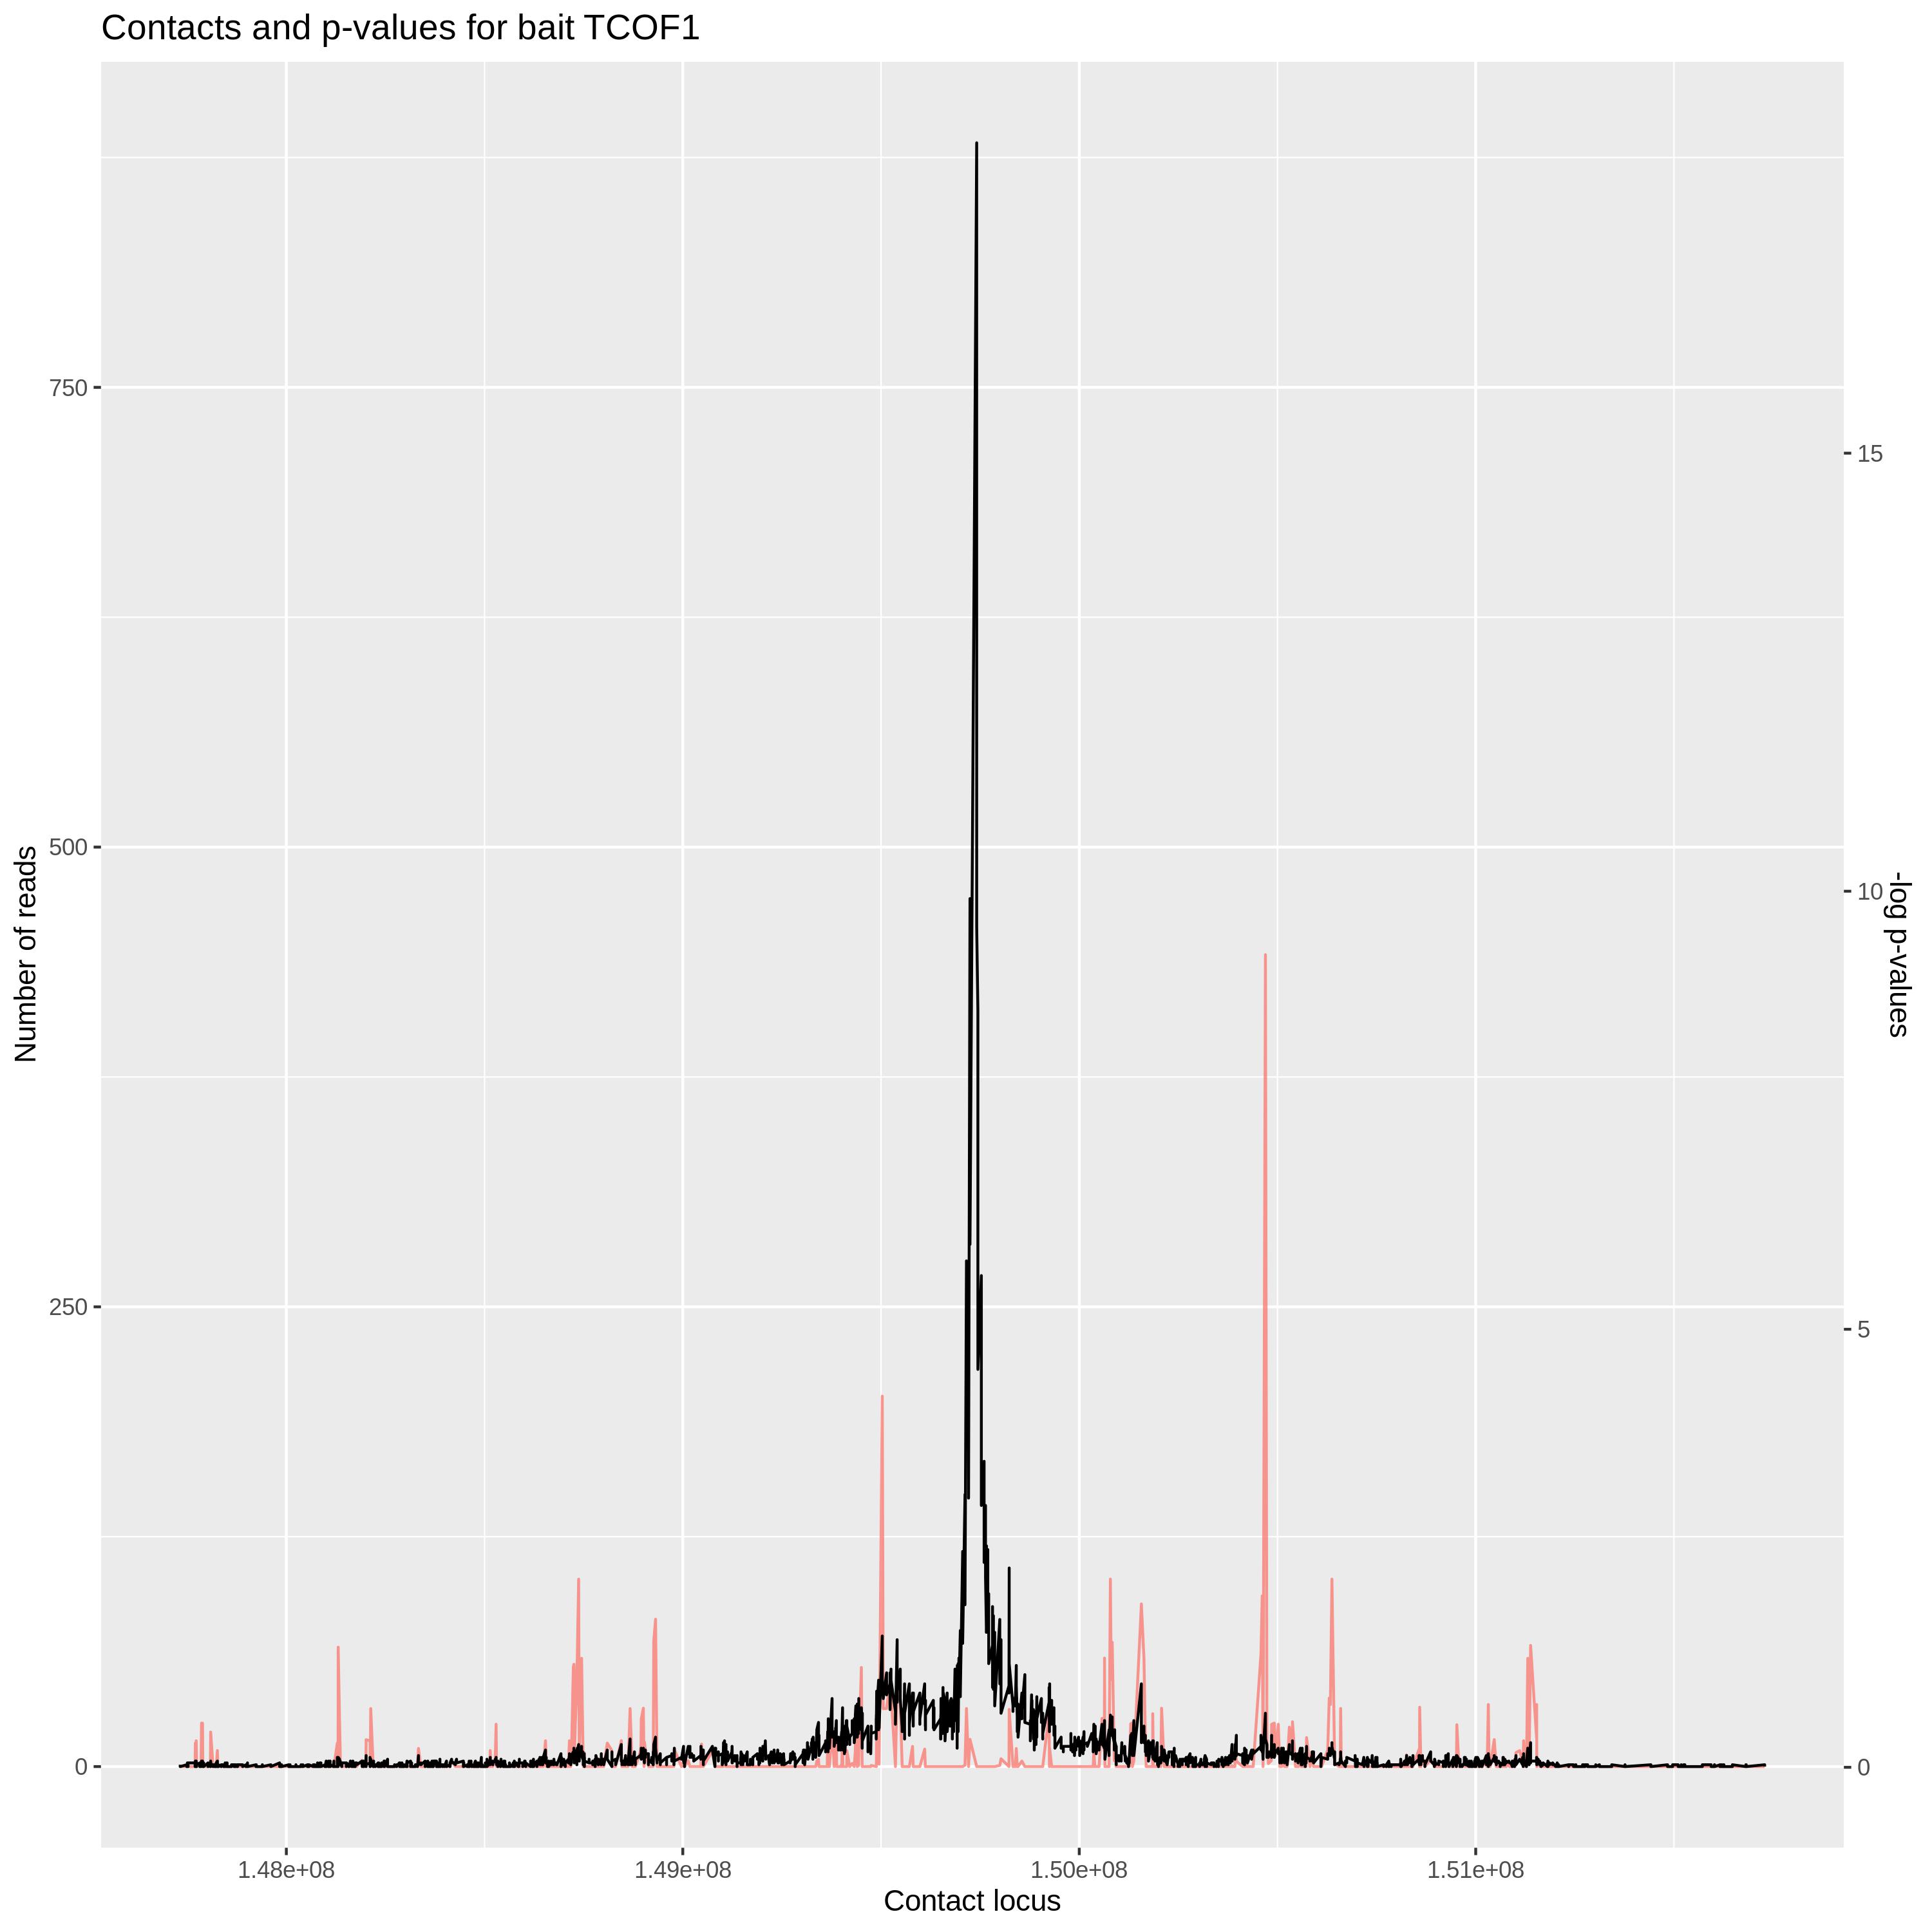 Contacts and p-values for bait TCOF1
750
500
250
0
Number of reads
15
10
5
0
-log p-values
1.48e+08
1.49e+08
1.50e+08
1.51e+08
Contact locus